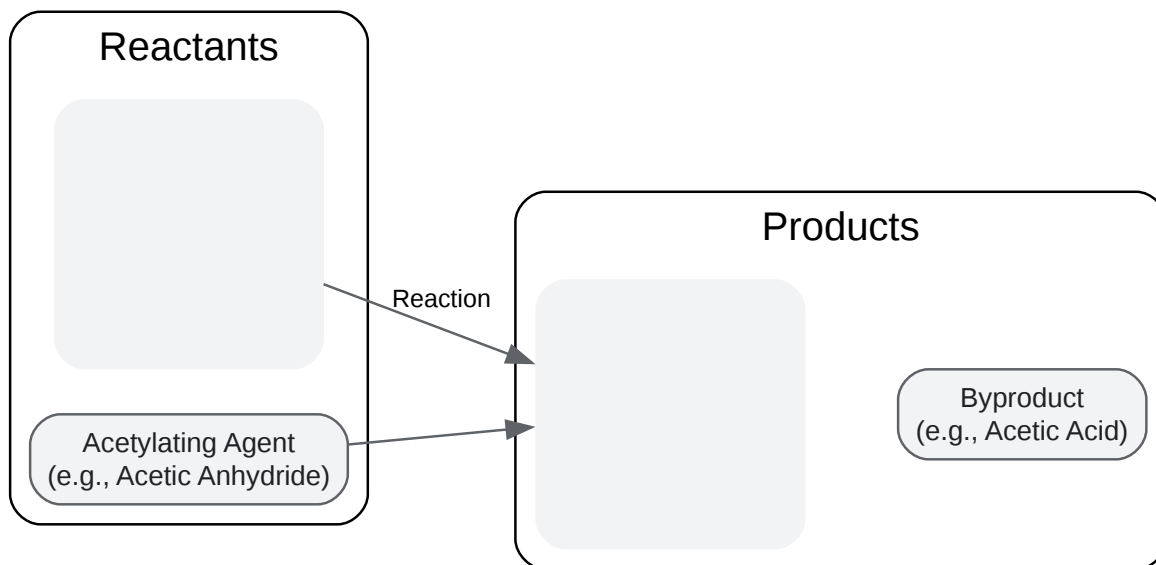 Reactants
Reaction
Acetylating Agent
(e.g., Acetic Anhydride)
Products
Byproduct
(e.g., Acetic Acid)